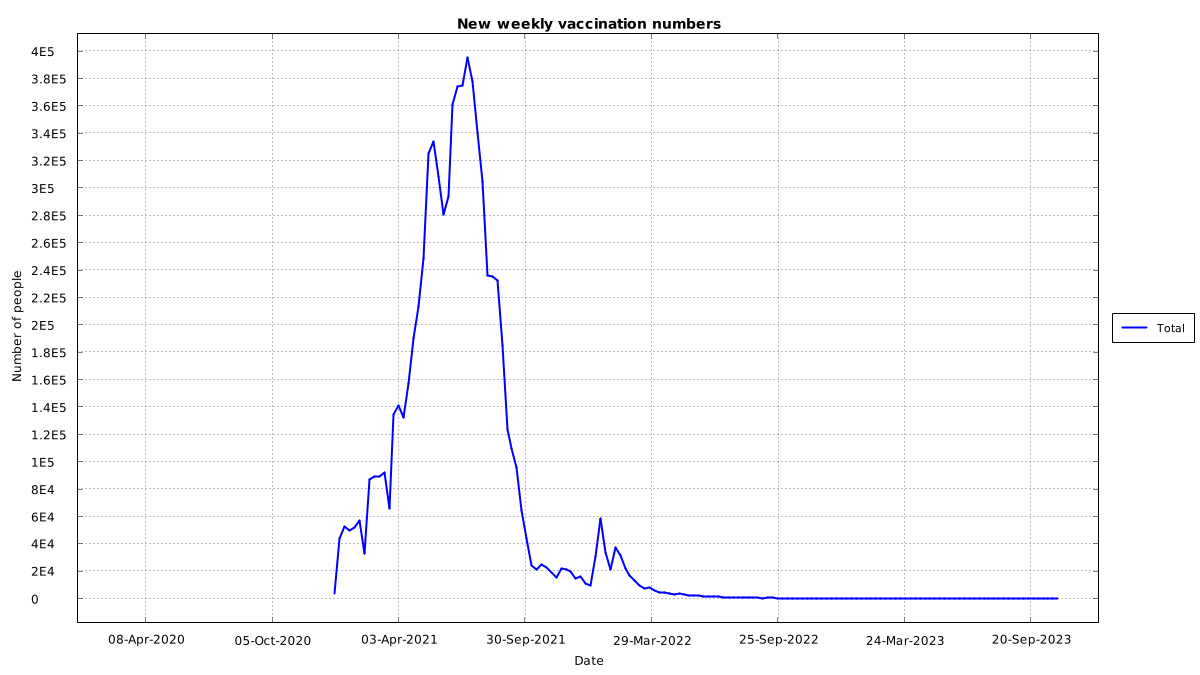 New weekly vaccination numbers
4E5
3.8E5
3.6E5
3.4E5
3.2E5
3E5
2.8E5
2.6E5
2.4E5
2.2E5
2E5
1.8E5
1.6E5
1.4E5
1.2E5
1E5
8E4
6E4
4E4
2E4
0
Number of people
08-Apr-2020 05-Oct-2020 03-Apr-2021 30-Sep-2021 29-Mar-2022 25-Sep-2022 24-Mar-2023 20-Sep-2023
Date
Total